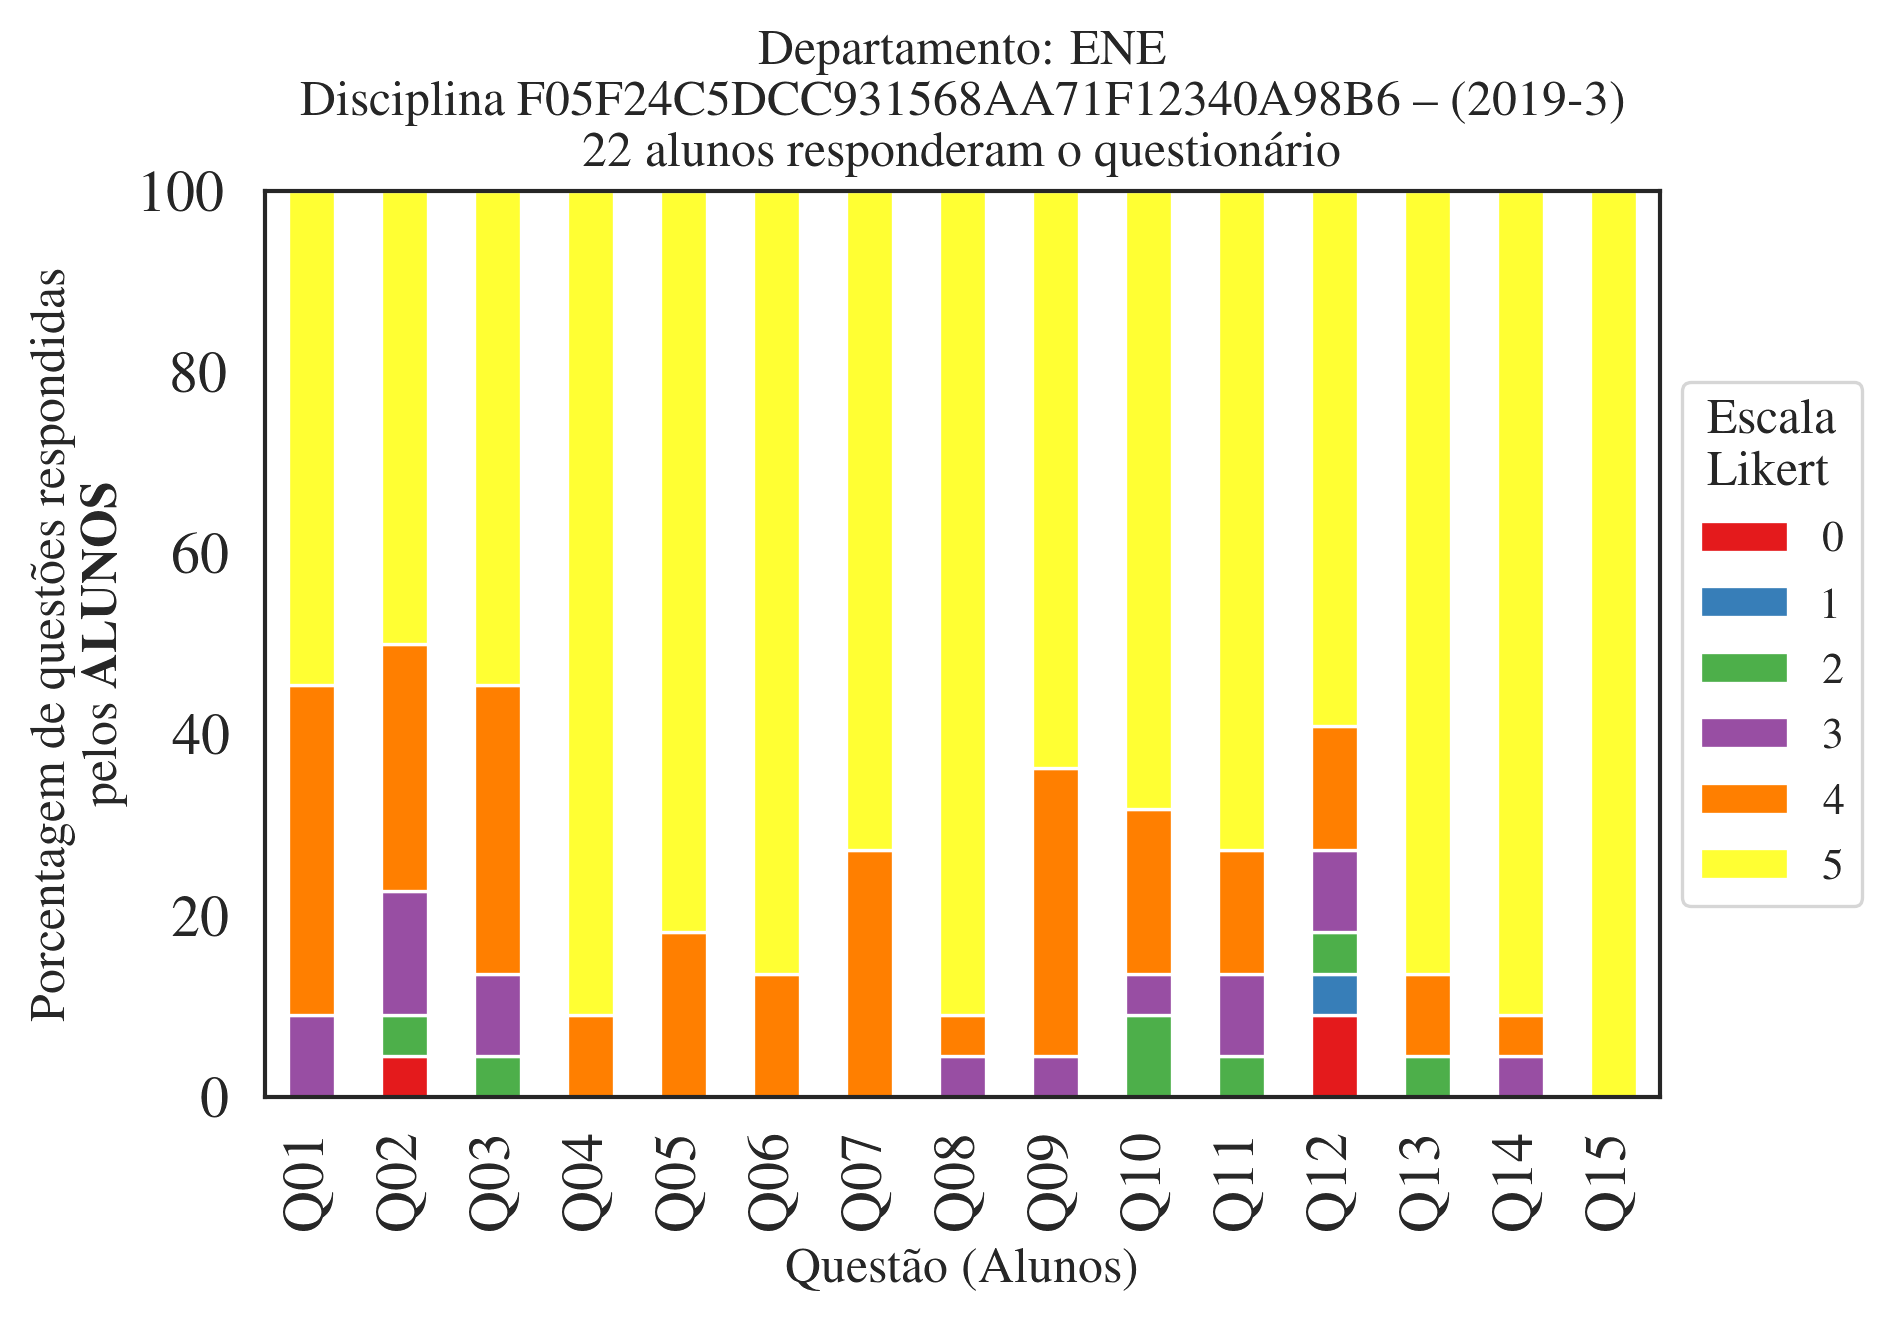 Departamento: ENE
Disciplina F05F24C5DCC931568AA71F12340A98B6 – (2019-3)
22 alunos responderam o questionário
Porcentagem de questões respondidas
pelos ALUNOS
100
80
60
40
20
0
Q01
Q02
Q03
Q04
Q05
Q06
Q07
Q08
Q09
Q10
Q11
Q12
Q13
Q14
Q15
Questão (Alunos)
Escala
Likert
0
1
2
3
4
5